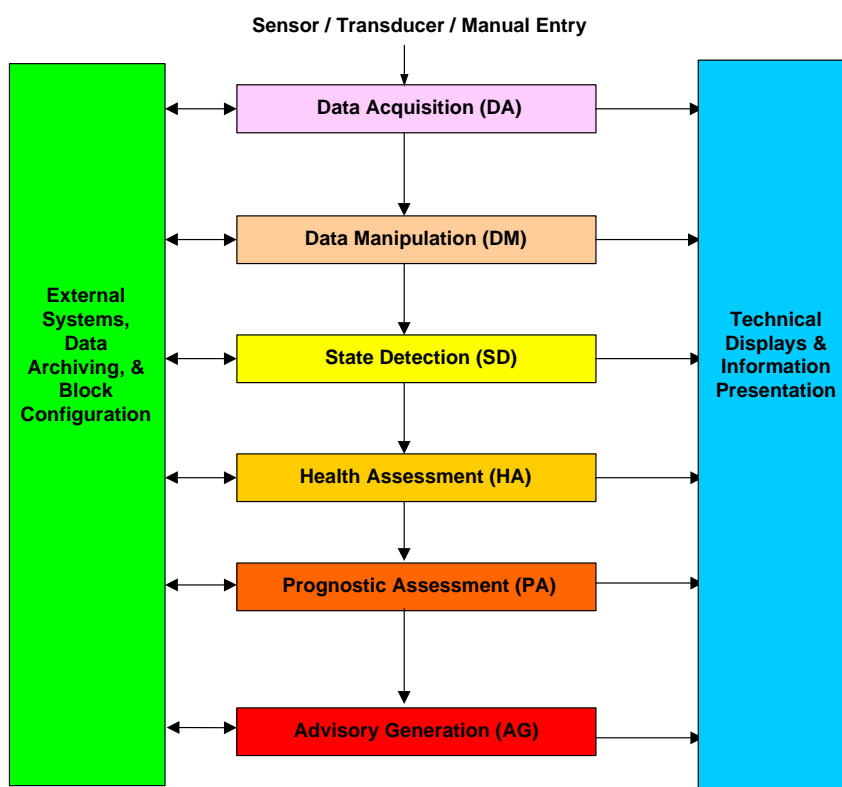 Sensor / Transducer / Manual Entry
Data Acquisition (DA)
Data Manipulation (DM)
External
Systems,
Data
Archiving, &
Block
Configuration
State Detection (SD)
Technical
Displays &
Information
Presentation
Health Assessment (HA)
Prognostic Assessment (PA)
Advisory Generation (AG)